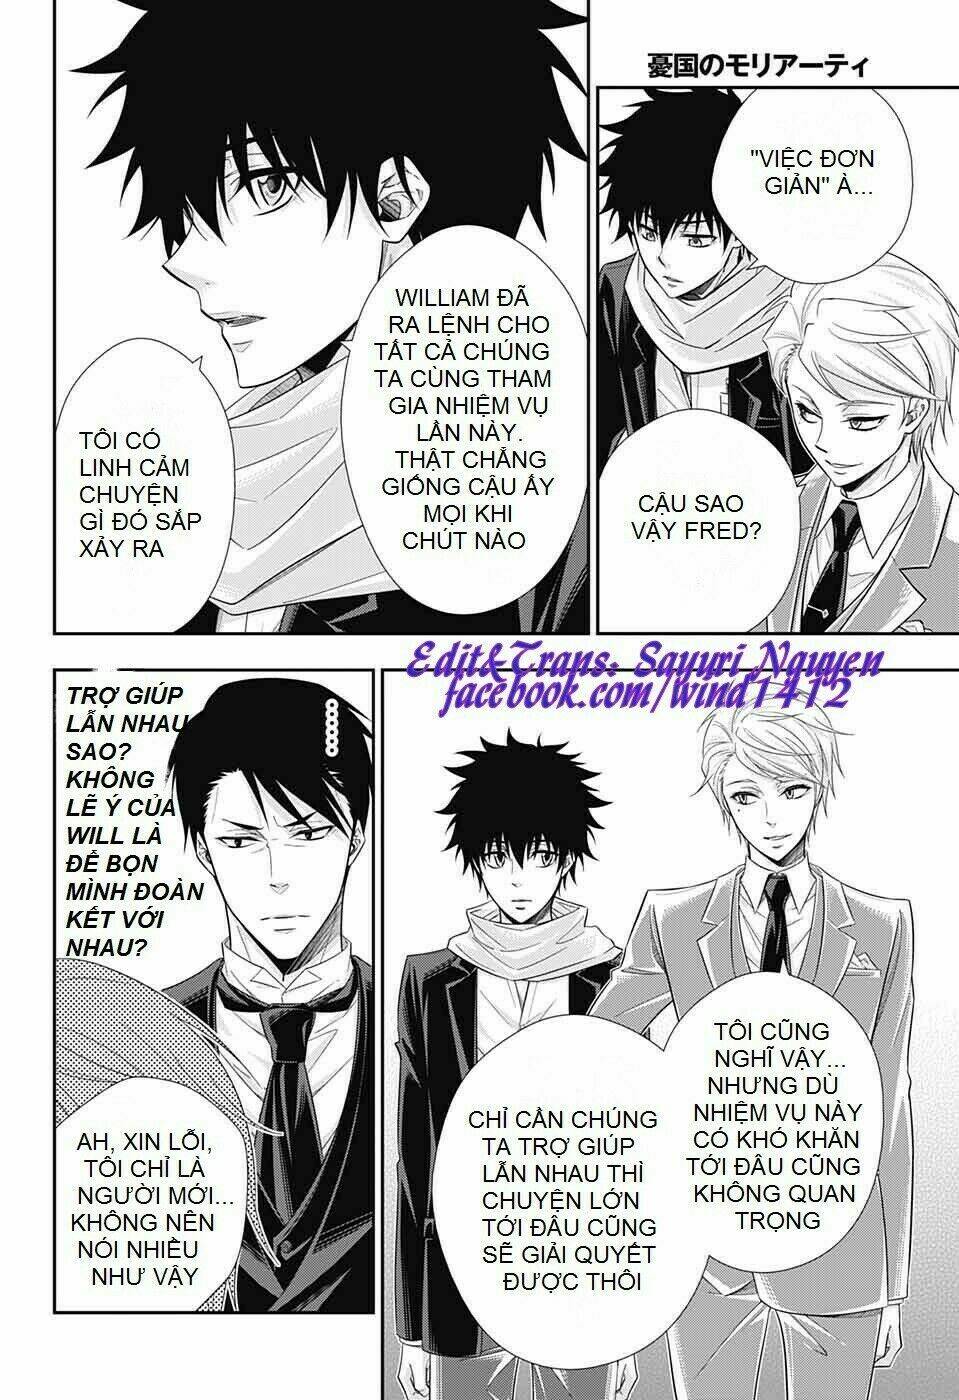 憂国のモリアーティ
"VIỆC ĐƠN
GIẢN" À...
CẬU SAO
VẬY FRED?
WILLIAM ĐÃ
RA LỆNH CHO
TẤT CẢ CHÚNG
TA CÙNG THAM
GIA NHIỆM VỤ
LẦN NÀY.
THẬT CHẲNG
GIỐNG CẬU ẤY
MỌI KHI
CHÚT NÀO
TÔI CÓ
LINH CẢM
CHUYỆN
GÌ ĐÓ SẮP
XẢY RA
Edit&Trans: Sayuri Nguyen
facebook.com/wind1412
TÔI CŨNG
NGHĨ VẬY...
NHƯNG DÙ
NHIỆM VỤ NÀY
CÓ KHÓ KHĂN
TỚI ĐÂU CŨNG
KHÔNG QUAN
TRỌNG
CHỈ CẦN CHÚNG
TA TRỢ GIÚP
LẪN NHAU THÌ
CHUYỆN LỚN
TỚI ĐÂU CŨNG
SẼ GIẢI QUYẾT
ĐƯỢC THÔI
TRỢ GIÚP
LẪN NHAU
SAO?
KHÔNG
LẼ Ý CỦA
WILL LÀ
ĐỂ BỌN
MÌNH ĐOÀN
KẾT VỚI
NHAU?
AH, XIN LỖI,
TÔI CHỈ LÀ
NGƯỜI MỚI...
KHÔNG NÊN
NÓI NHIỀU
NHƯ VẬY